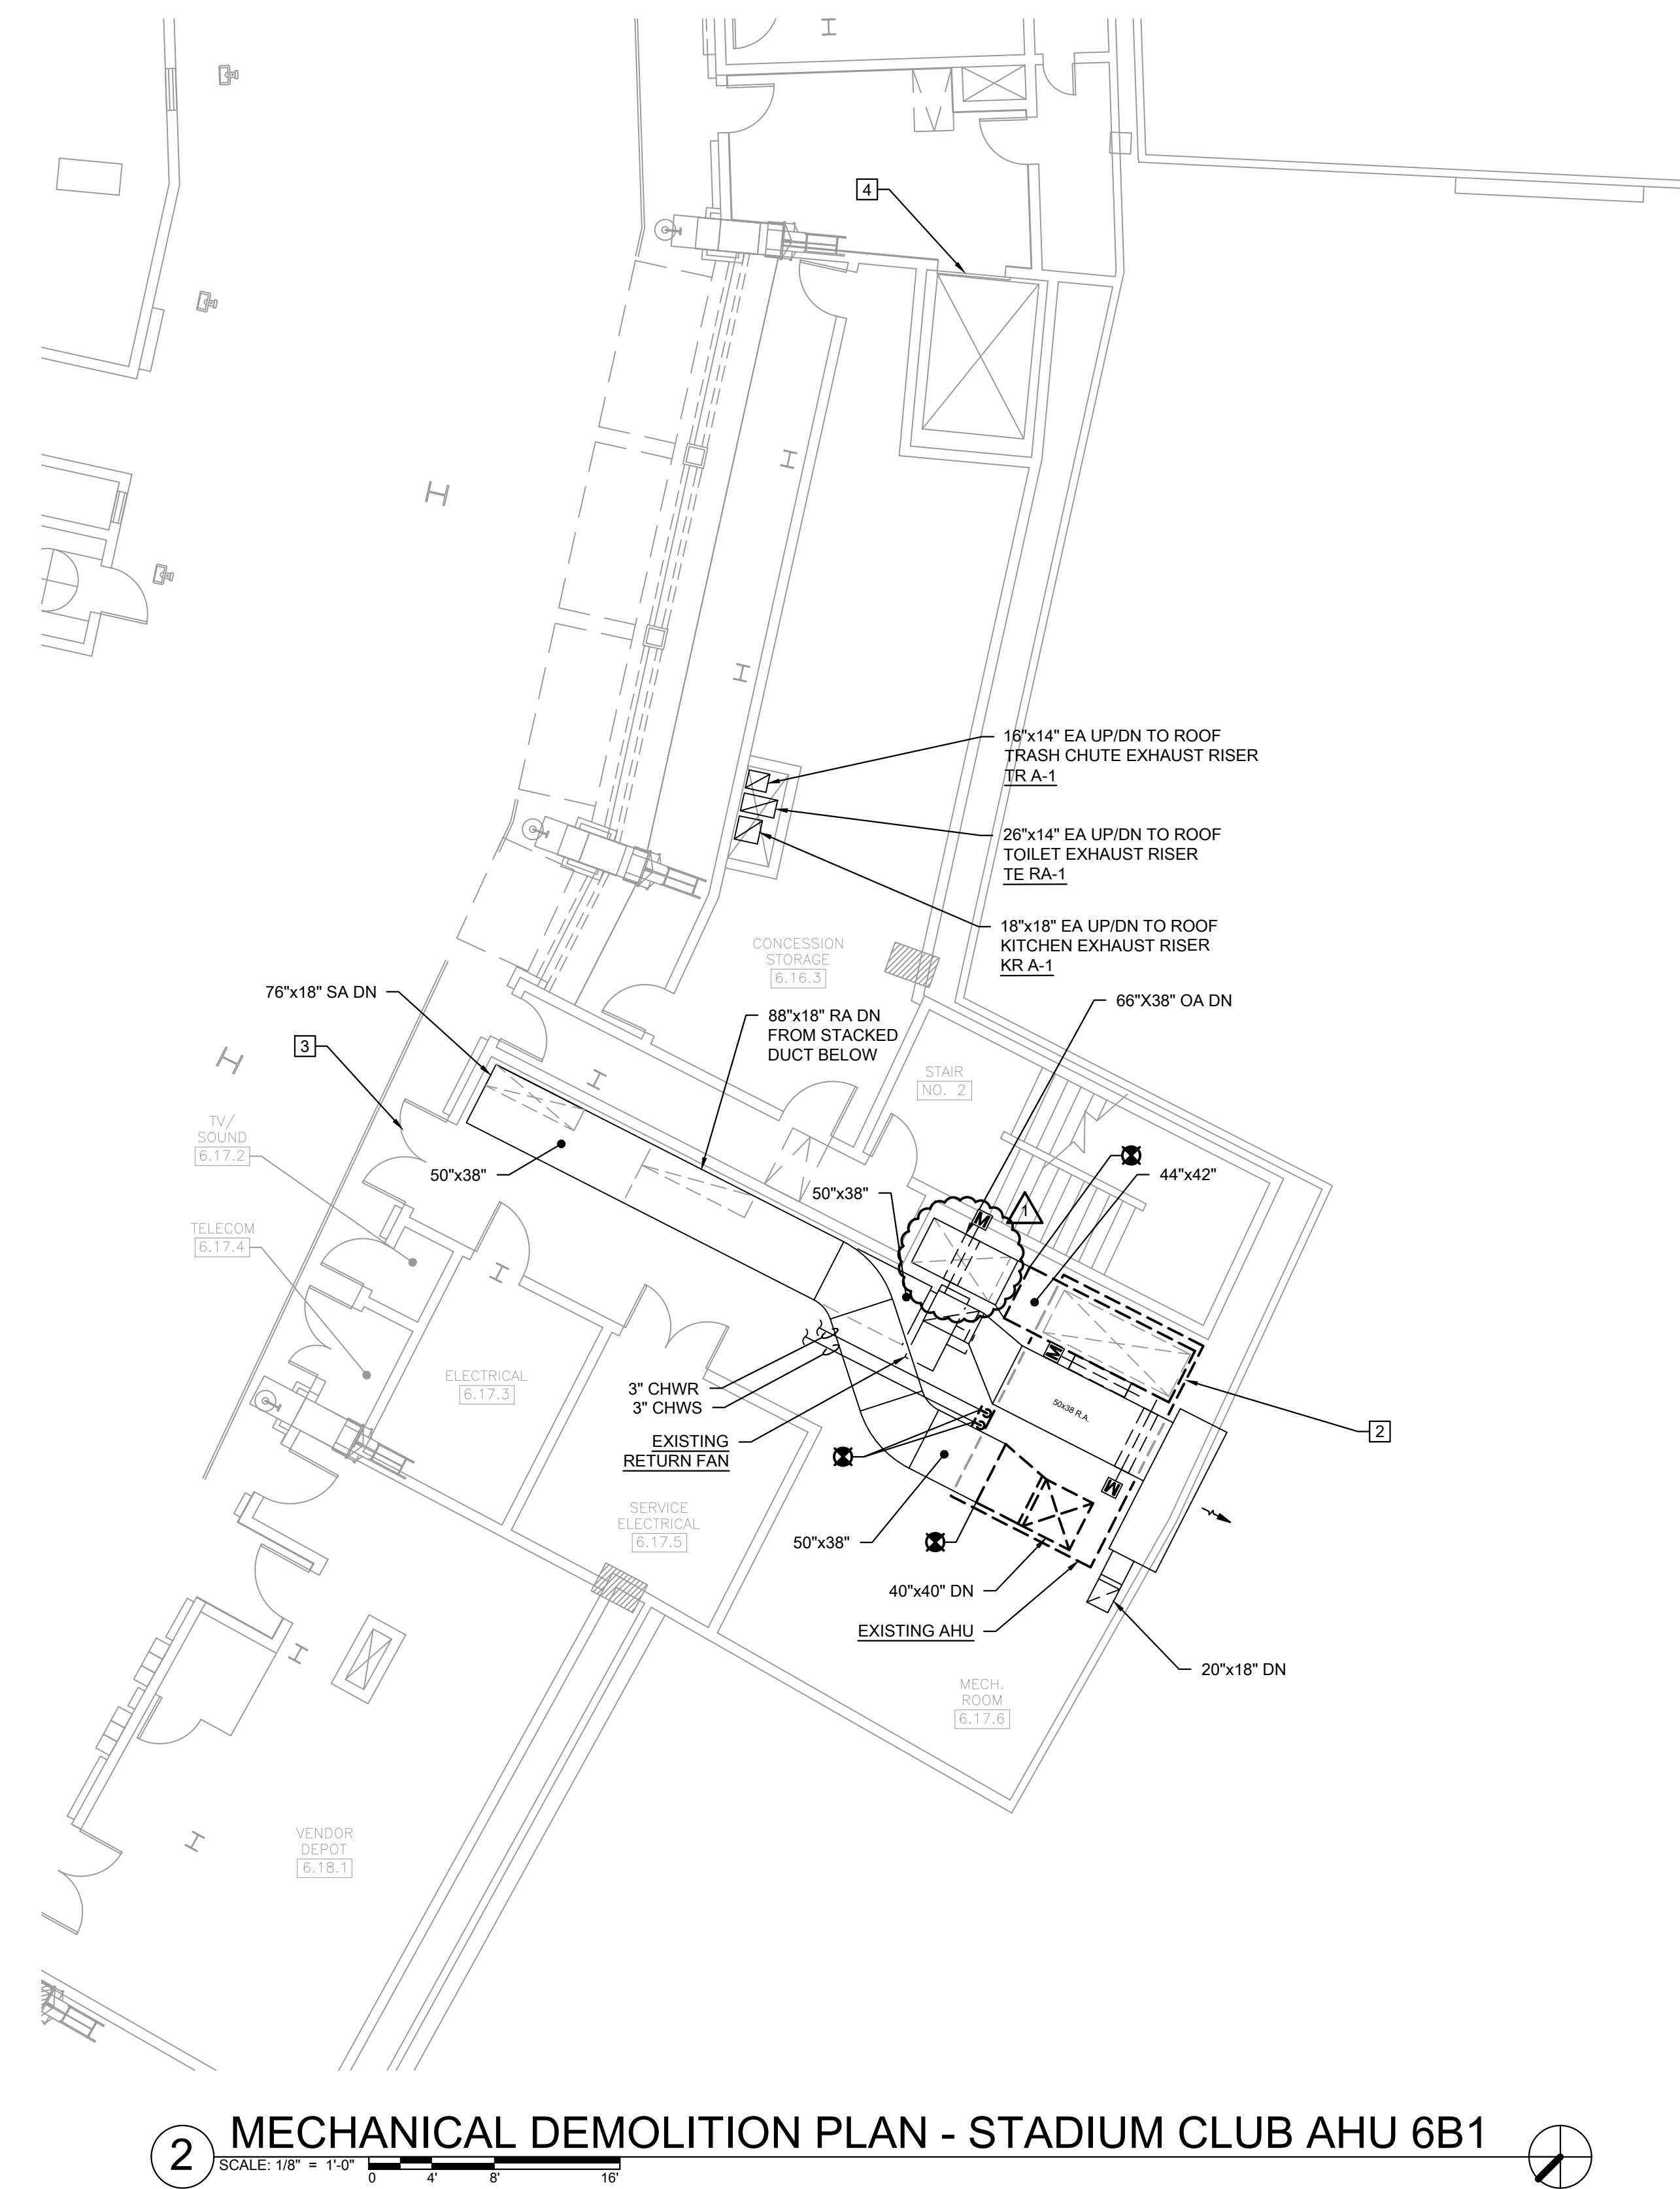 4
16"x14" EA UP/DN TO ROOF
TRASH CHUTE EXHAUST RISER
TR A-1
26"x14" EA UP/DN TO ROOF
TOILET EXHAUST RISER
TE RA-1
18"x18" EA UP/DN TO ROOF
KITCHEN EXHAUST RISER
KR A-1
CONCESSION
STORAGE
6.16.3
76"x18" SA DN
88"x18" RA DN
FROM STACKED
DUCT BELOW
66"X38" OA DN
3
STAIR
NO. 2
TV/
SOUND
6.17.2
50"x38"
50"x38"
44"x42"
M
1
TELECOM
6.17.4
M
ELECTRICAL
6.17.3
3" CHWR
3" CHWS
50x38 R.A.
2
EXISTING
RETURN FAN
M
SERVICE
ELECTRICAL
6.17.5
50"x38"
40"x40" DN
EXISTING AHU
20"x18" DN
MECH.
ROOM
6.17.6
VENDOR
DEPOT
6.18.1
2
MECHANICAL DEMOLITION PLAN - STADIUM CLUB AHU 6B1
SCALE: 1/8" = 1'-0"
0 4' 8' 16'